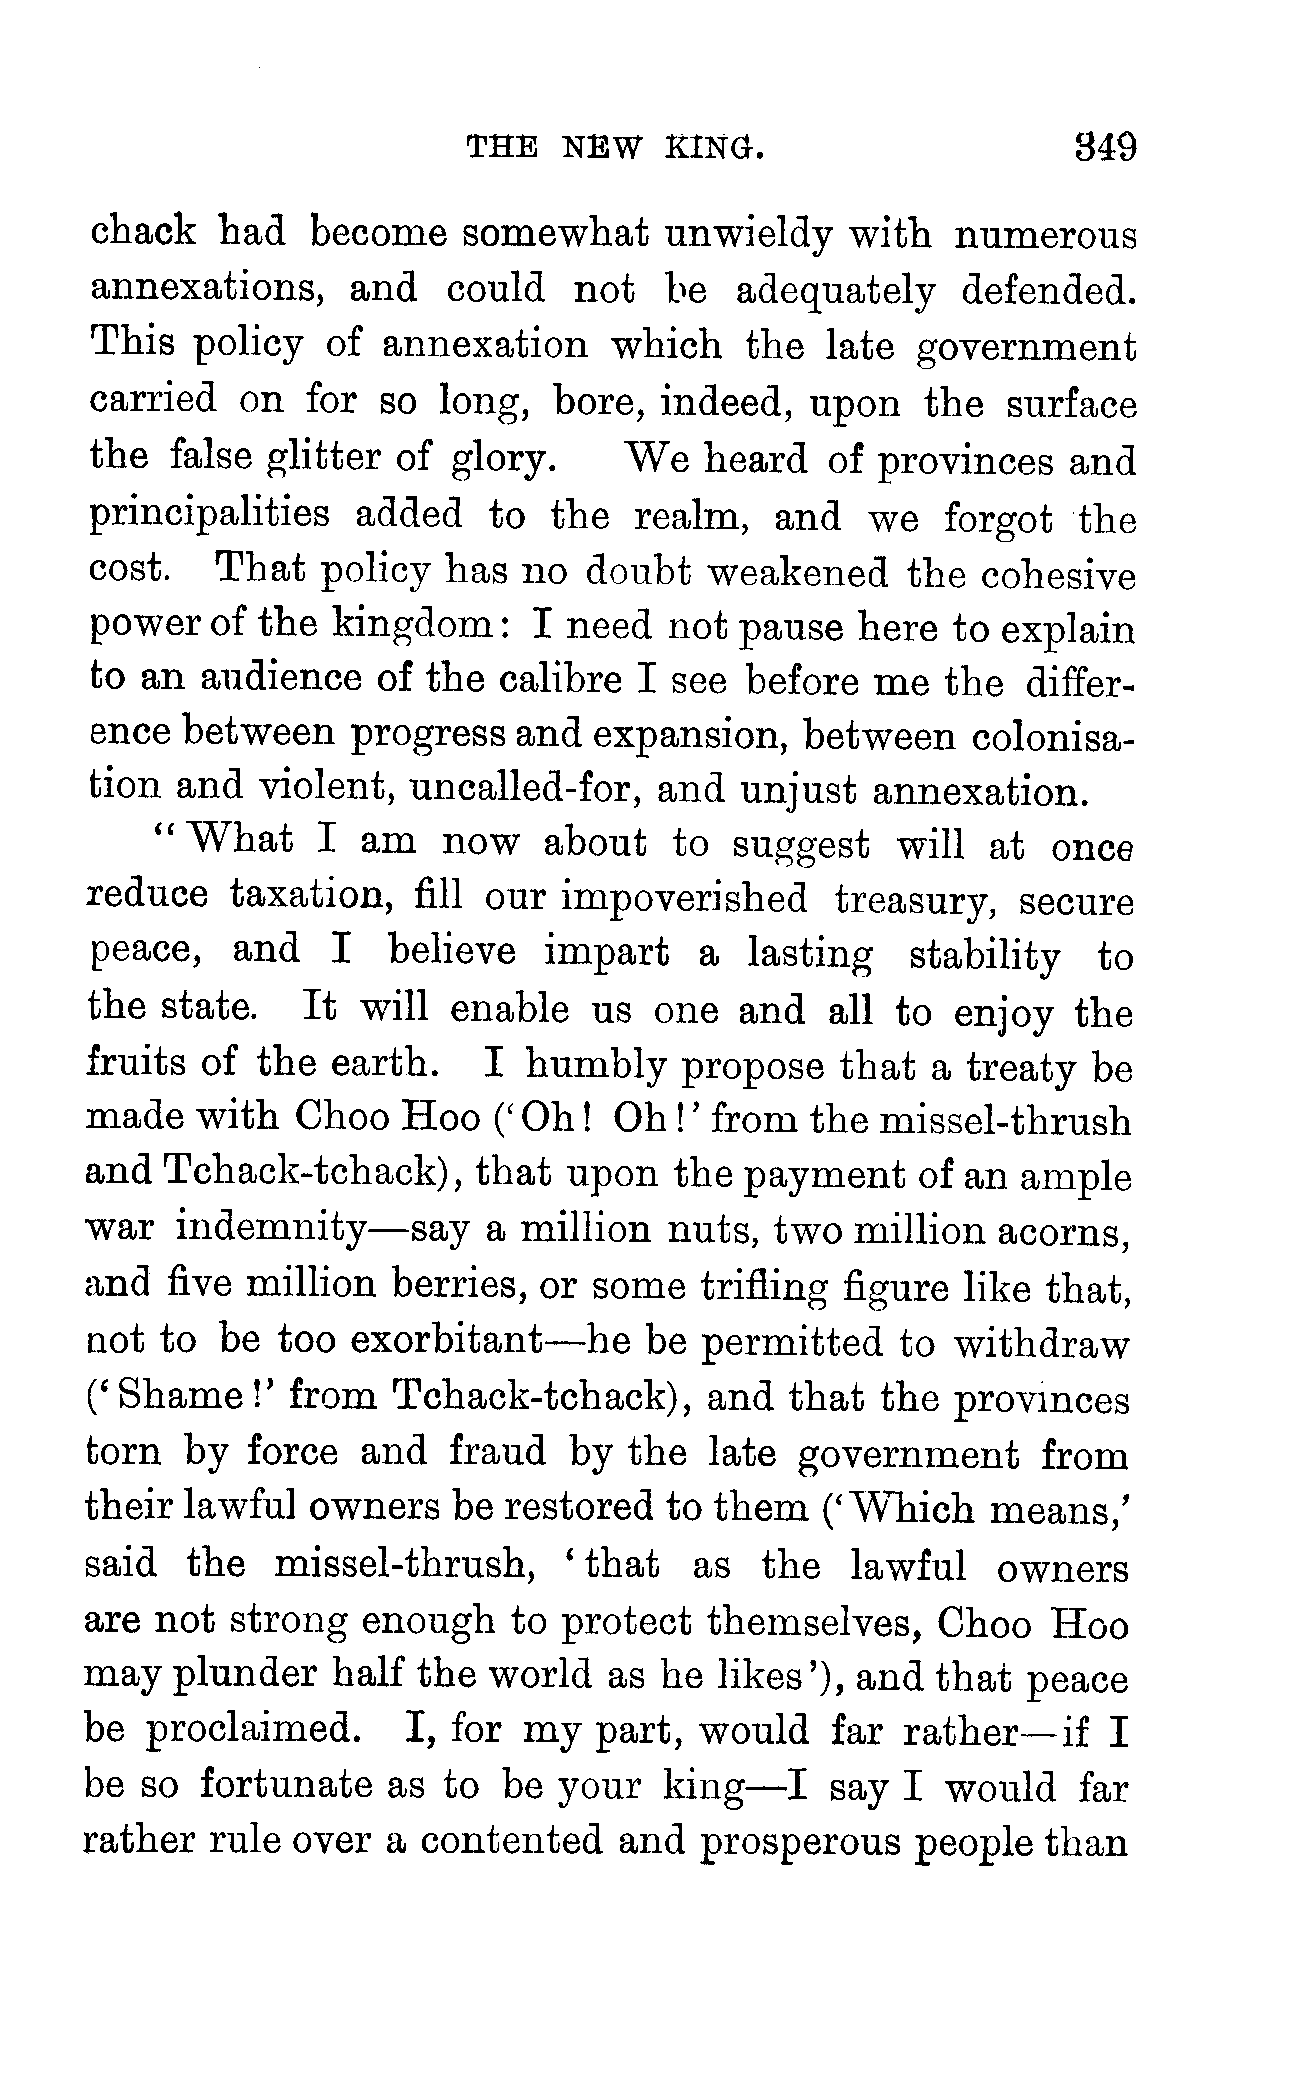 THE NEW KING. 349
chack had become somewhat unwieldy with numerous
annexations, and could not be adequately defended.
This policy of annexation which the late government
carried on for so long, bore, indeed, upon the surface
the false glitter of glory. We heard of provinces and
principalities added to the realm, and we forgot the
cost. That policy has no doubt weakened the cohesive
power of the kingdom: I need not pause here to explain
to an audience of the calibre I see before me the differ-
ence between progress and expansion, between colonisa-
tion and violent, uncalled-for, and unjust annexation.
“What I am now about to suggest will at once
reduce taxation, fill our impoverished treasury, secure
peace, and I believe impart a lasting stability to
the state. It will enable us one and all to enjoy the
fruits of the earth. I humbly propose that a treaty be
made with Choo Hoo (‘Oh! Oh!’ from the missel-thrush
and Tchack-tchack), that upon the payment of an ample
war indemnity—say a million nuts, two million acorns,
and five million berries, or some trifling figure like that,
not to be too exorbitant—he be permitted to withdraw
(‘Shame!’ from Tchack-tchack), and that the provinces
torn by force and fraud by the late government from
their lawful owners be restored to them (‘Which means,’
said the missel-thrush, ‘that as the lawful owners
are not strong enough to protect themselves, Choo Hoo
may plunder half the world as he likes’), and that peace
be proclaimed. I, for my part, would far rather—if I
be so fortunate as to be your king—I say I would far
rather rule over a contented and prosperous people than